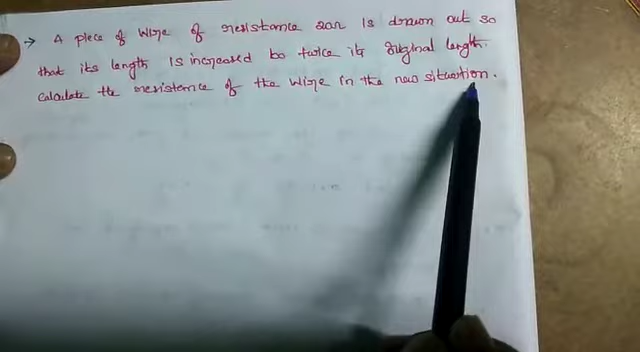 → A piece of wire of resistance 20Ω is drawn out so
that its length is increased to twice its original length.
Calculate the resistance of the wire in the new situation.